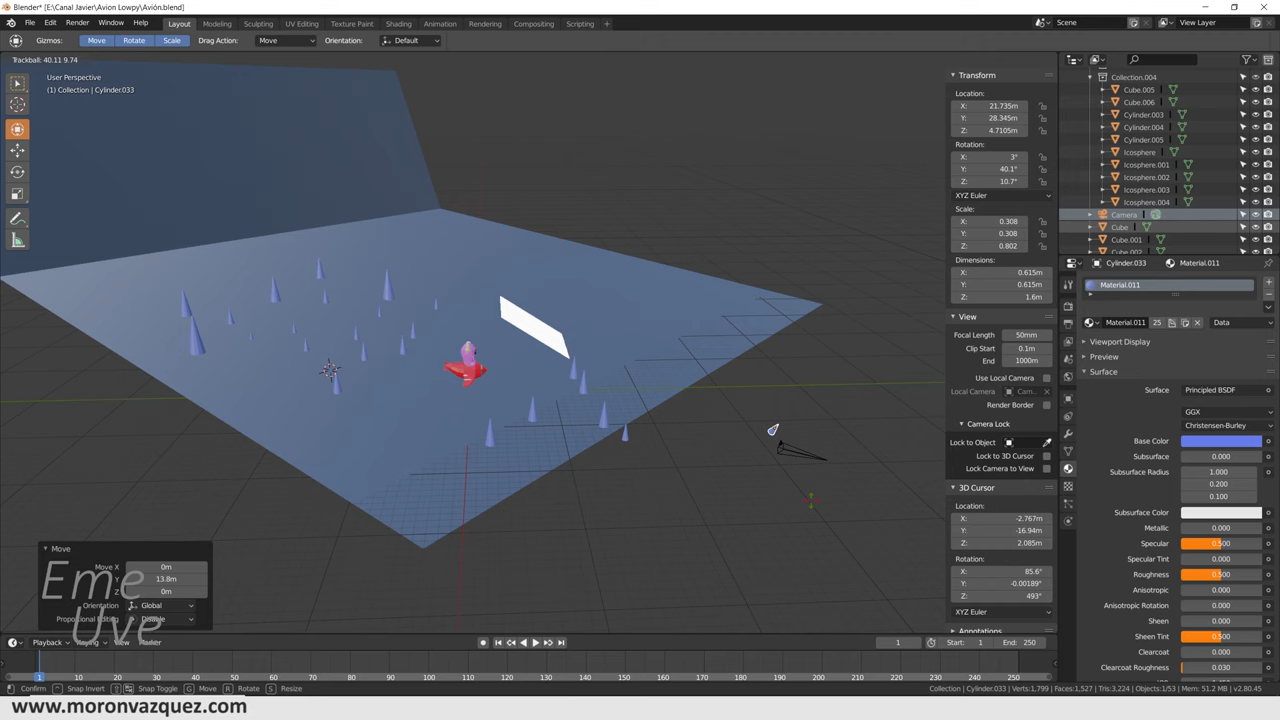 Blender* [E:\Canal Javier\Avion Lowpy\Avión.blend]
File Edit Render Window Help Layout Modeling Sculpting UV Editing Texture Paint Shading Animation Rendering Compositing Scripting + Scene View Layer
Gizmos: Move Rotate Scale Drag Action: Move Orientation: Default
Trackball: 40.11 9.74
User Perspective
(1) Collection | Cylinder.033
Transform
Location:
X: 21.735m
Y: 28.345m
Z: 4.7105m
Rotation:
X: 3°
Y: 40.1°
Z: 10.7°
XYZ Euler
Scale:
X: 0.308
Y: 0.308
Z: 0.802
Dimensions:
X: 0.615m
Y: 0.615m
Z: 1.6m
View
Focal Length 50mm
Clip Start 0.1m
End 1000m
Use Local Camera
Local Camera Cam...
Render Border
Camera Lock
Lock to Object
Lock to 3D Cursor
Lock Camera to View
3D Cursor
Location:
X: -2.767m
Y: -16.94m
Z: 2.085m
Rotation:
X: 85.6°
Y: -0.00189°
Z: 493°
XYZ Euler
Annotations
Collection.004
Cube.005
Cube.006
Cylinder.003
Cylinder.004
Cylinder.005
Icosphere
Icosphere.001
Icosphere.002
Icosphere.003
Icosphere.004
Camera
Cube
Cube.001
Cube.002
Cylinder.033 Material.011
Material.011
Material.011 25 Data
Viewport Display
Preview
Surface
Surface Principled BSDF
GGX
Christensen-Burley
Base Color
Subsurface 0.000
Subsurface Radius 1.000
0.200
0.100
Subsurface Color
Metallic 0.000
Specular 0.500
Specular Tint 0.000
Roughness 0.500
Anisotropic 0.000
Anisotropic Rotation 0.000
Sheen 0.000
Sheen Tint 0.500
Clearcoat 0.000
Clearcoat Roughness 0.030
Move
Move X 0m
Y 13.8m
Z 0m
Orientation Global
Proportional Editing Disable
Eme
Uve
Playback Keying View Marker 1 Start: 1 End: 250
1 10 20 30 40 50 60 70 80 90 100 110 120 130 140 150 160 170 180 190 200 210 220 230 240 250
Confirm Snap Invert Snap Toggle G Move R Rotate S Resize Collection | Cylinder.033 | Verts:1,799 | Faces:1,527 | Tris:3,224 | Objects:1/53 | Mem: 51.2 MB | v2.80.45
www.moronvazquez.com